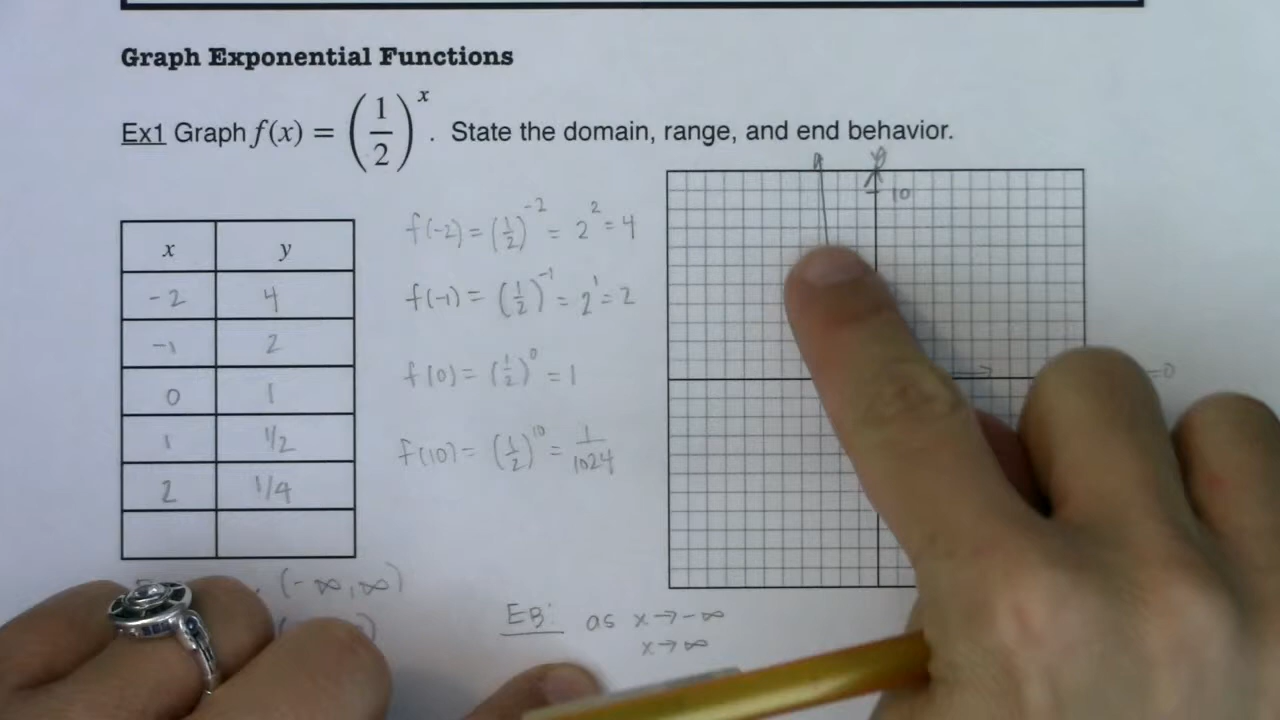 Graph Exponential Functions
Ex1 Graph f(x) = (1/2)^x. State the domain, range, and end behavior.
x y
-2 4
-1 2
0 1
1 1/2
2 1/4
f(-2) = (1/2)^-2 = 2^2 = 4
f(-1) = (1/2)^-1 = 2^1 = 2
f(0) = (1/2)^0 = 1
f(10) = (1/2)^10 = 1/1024
10
=0
(-∞,∞)
EB: as x→-∞
x→∞